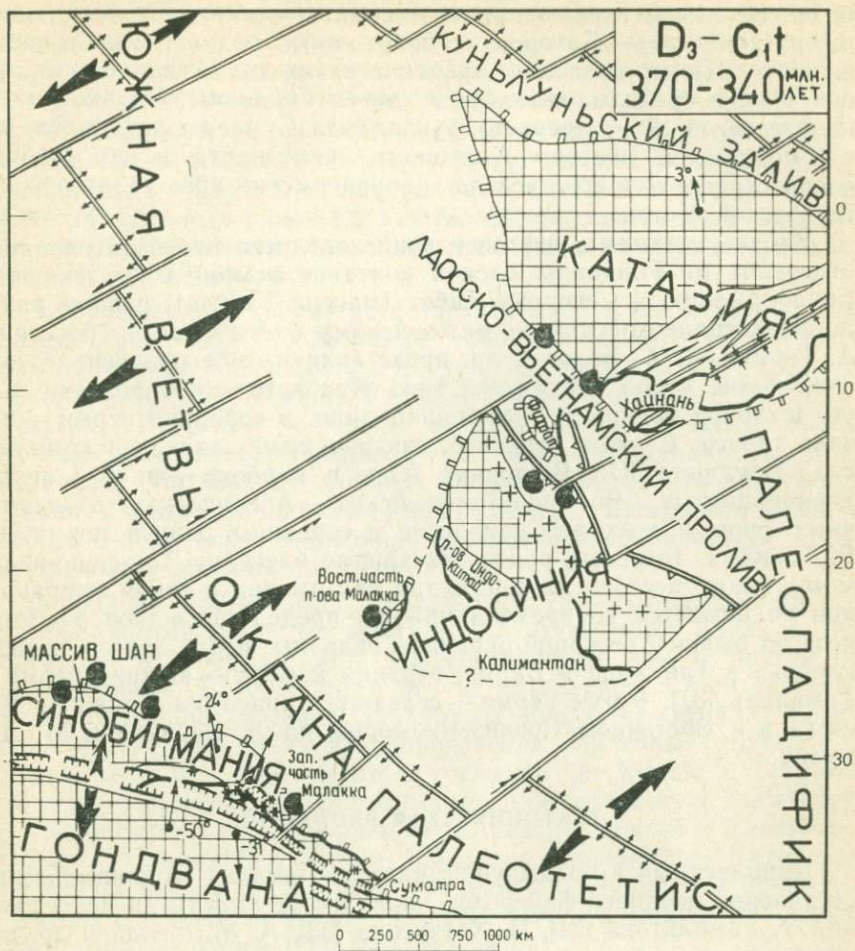 D₃ – C₁t
370–340 МЛН. ЛЕТ
КУНЬЛУНЬСКИЙ ЗАЛИВ
ЮЖНАЯ ВЕТВЬ
3°
0
КАТАЗИЯ
ЛАОССКО-ВЬЕТНАМСКИЙ ПРОЛИВ
10
Хайнань
ПАЛЕОПАЦИФИК
20
п-ов Индо-
Китай
ИНДОСИНИЯ
Вост. часть
п-ова Малакка
Калимантан
?
ОКЕАНА ПАЛЕОТЕТИС
МАССИВ ШАН
24°
СИНОБИРМАНИЯ
Зап.
часть
Малакка
30
-50°
-31
ГОНДВАНА
Суматра
0 250 500 750 1000 км